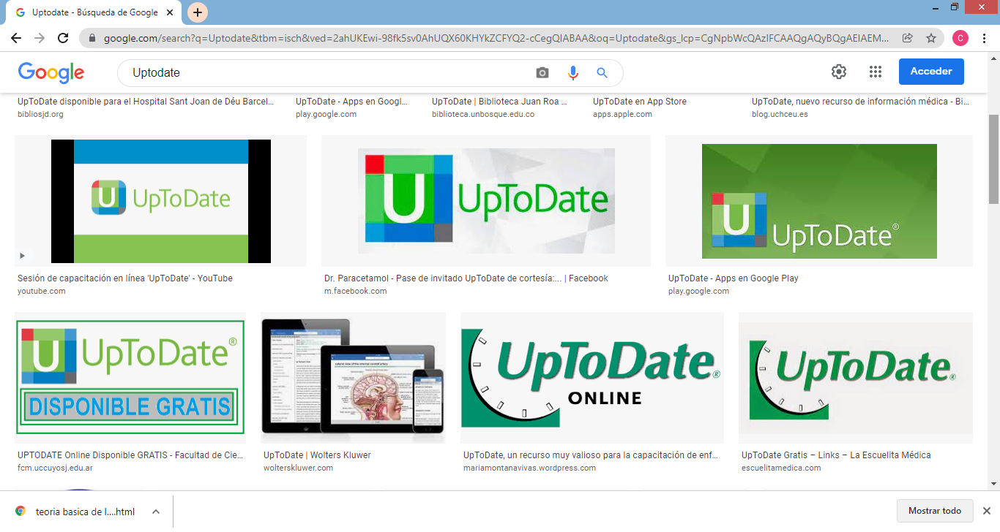 Uptodate - Búsqueda de Google
google.com/search?q=Uptodate&tbm=isch&ved=2ahUKEwi-98fk5sv0AhUQX60KHYkZCFYQ2-cCegQIABAA&oq=Uptodate&gs_lcp=CgNpbWcQAzIFCAAQgAQyBQgAEIAEM...
C
Google
Uptodate
Acceder
UpToDate disponible para el Hospital Sant Joan de Déu Barcel...
bibliosjd.org
UpToDate - Apps en Googl...
play.google.com
UpToDate | Biblioteca Juan Roa ...
biblioteca.unbosque.edu.co
UpToDate en App Store
apps.apple.com
UpToDate, nuevo recurso de información médica - Bi...
blog.uchceu.es
U UpToDate
U UpToDate
U UpToDate®
Sesión de capacitación en línea 'UpToDate' - YouTube
youtube.com
Dr. Paracetamol - Pase de invitado UpToDate de cortesía:... | Facebook
m.facebook.com
UpToDate - Apps en Google Play
play.google.com
U UpToDate®
DISPONIBLE GRATIS
UpToDate®
ONLINE
UpToDate®
UPTODATE Online Disponible GRATIS - Facultad de Cie...
fcm.uccuyosj.edu.ar
UpToDate | Wolters Kluwer
wolterskluwer.com
UpToDate, un recurso muy valioso para la capacitación de enf...
mariamontanavivas.wordpress.com
UpToDate Gratis – Links – La Escuelita Médica
escuelitamedica.com
teoria basica de l....html
Mostrar todo